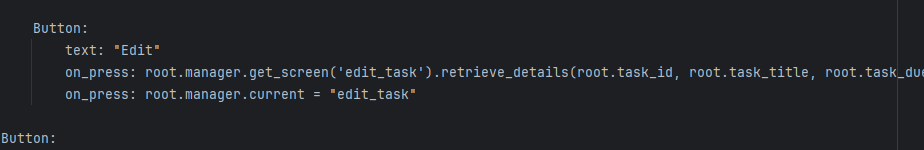 Button:
text: "Edit"
on_press: root.manager.get_screen('edit_task').retrieve_details(root.task_id, root.task_title, root.task_due
on_press: root.manager.current = "edit_task"
Button: